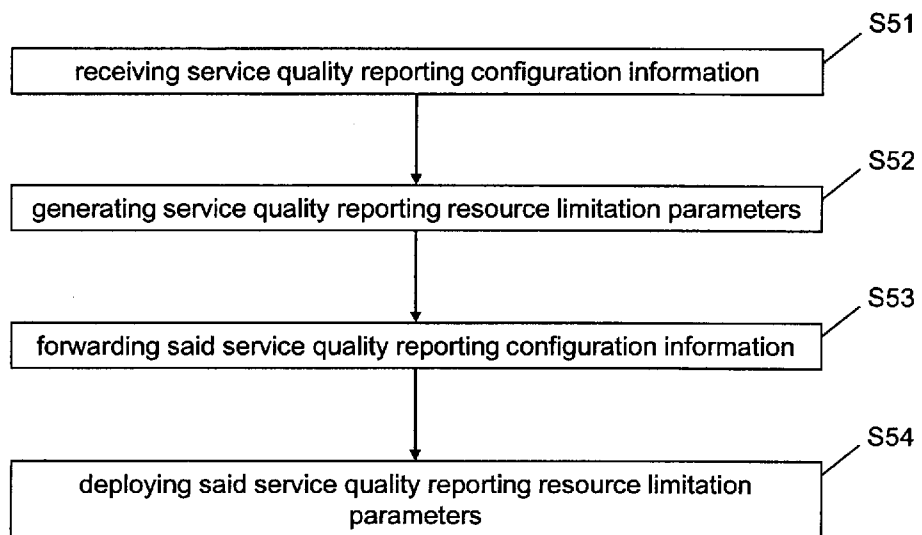 S51
receiving service quality reporting configuration information
S52
generating service quality reporting resource limitation parameters
S53
forwarding said service quality reporting configuration information
S54
deploying said service quality reporting resource limitation
parameters